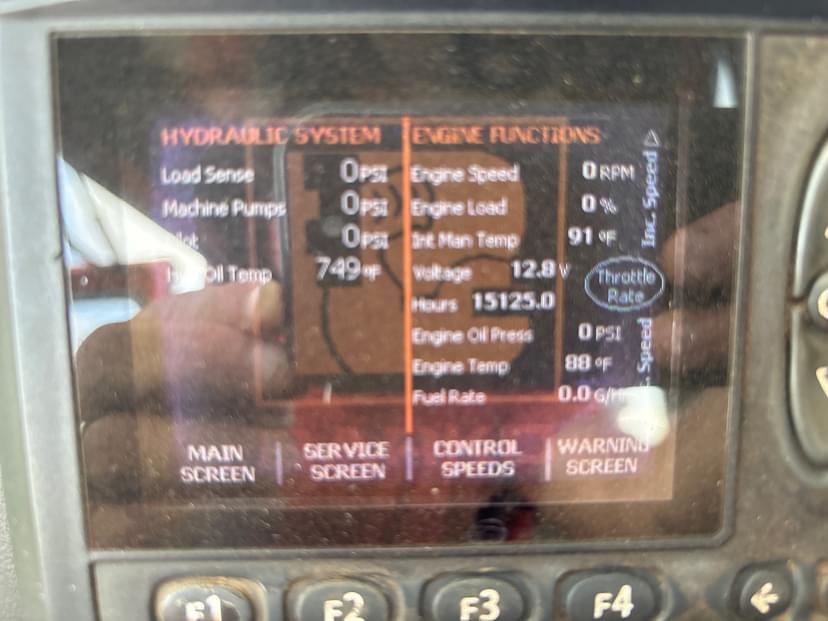 HYDRAULIC SYSTEM
Load Sense 0 PSI
Machine Pumps 0 PSI
0 PSI
Oil Temp 749 °F
ENGINE FUNCTIONS
Engine Speed 0 RPM
Engine Load 0 %
Int Man Temp 91 °F
Voltage 12.8 V
Hours 15125.0
Engine Oil Press 0 PSI
Engine Temp 88 °F
Fuel Rate 0.0
Inc. Speed
Throttle
Rate
Speed
MAIN
SCREEN
SERVICE
SCREEN
CONTROL
SPEEDS
WARNING
SCREEN
F1 F2 F3 F4